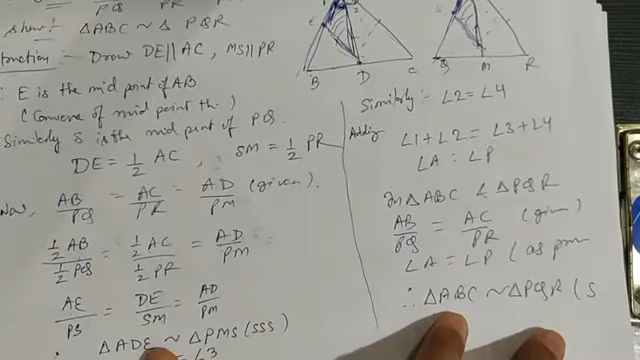 PQ PR PM
show:- ΔABC ~ Δ PQR
Construction :- Draw DE||AC, MS||PR
: E is the mid point of AB
(Converse of mid point th.)
Similarly S is the mid point of PQ.
DE = 1/2 AC , SM = 1/2 PR
Now, AB/PQ = AC/PR = AD/PM (given).
1/2 AB / 1/2 PQ = 1/2 AC / 1/2 PR = AD/PM
AE/PS = DE/SM = AD/PM
∴ ΔADE ~ ΔPMS (SSS)
= ∠3
B D C
Q M R
Similarly :- ∠2 = ∠4
Adding
∠1 + ∠2 = ∠3 + ∠4
∠A = ∠P
In ΔABC & ΔPQR
AB/PQ = AC/PR (given)
∠A = ∠P (as
∴ ΔABC ~ ΔPQR (S